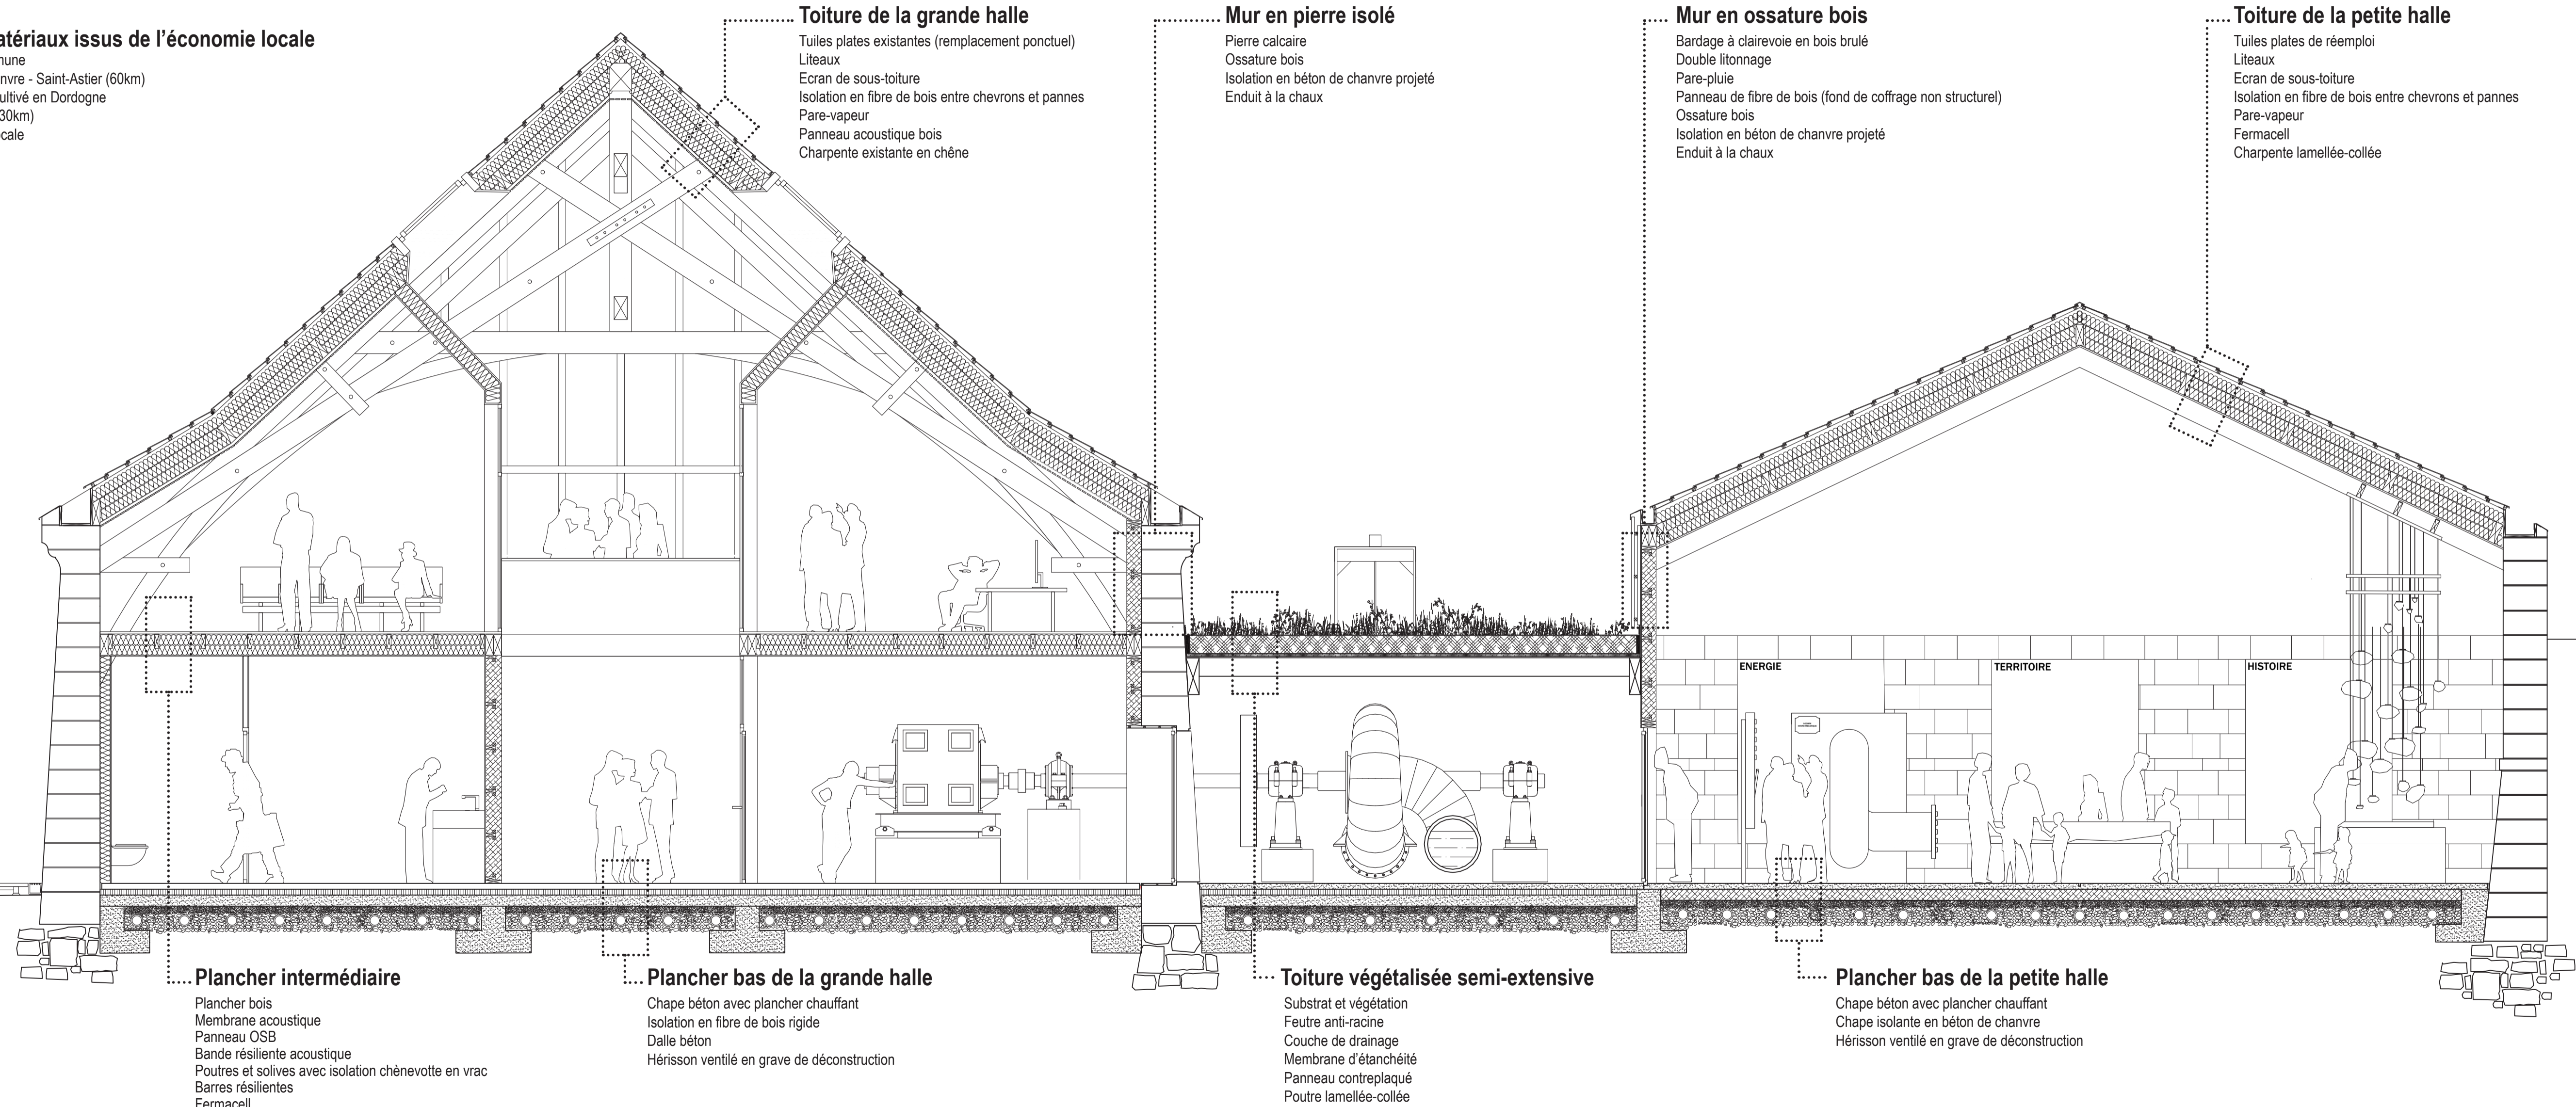 atériaux issus de l'économie locale
mune
anvre - Saint-Astier (60km)
ultivé en Dordogne
30km)
ocale
Toiture de la grande halle
Tuiles plates existantes (remplacement ponctuel)
Liteaux
Ecran de sous-toiture
Isolation en fibre de bois entre chevrons et pannes
Pare-vapeur
Panneau acoustique bois
Charpente existante en chêne
Mur en pierre isolé
Pierre calcaire
Ossature bois
Isolation en béton de chanvre projeté
Enduit à la chaux
Mur en ossature bois
Bardage à clairevoie en bois brulé
Double litonnage
Pare-pluie
Panneau de fibre de bois (fond de coffrage non structurel)
Ossature bois
Isolation en béton de chanvre projeté
Enduit à la chaux
Toiture de la petite halle
Tuiles plates de réemploi
Liteaux
Ecran de sous-toiture
Isolation en fibre de bois entre chevrons et pannes
Pare-vapeur
Fermacell
Charpente lamellée-collée
ENERGIE
TERRITOIRE
HISTOIRE
Plancher intermédiaire
Plancher bois
Membrane acoustique
Panneau OSB
Bande résiliente acoustique
Poutres et solives avec isolation chènevotte en vrac
Barres résilientes
Fermacell
Plancher bas de la grande halle
Chape béton avec plancher chauffant
Isolation en fibre de bois rigide
Dalle béton
Hérisson ventilé en grave de déconstruction
Toiture végétalisée semi-extensive
Substrat et végétation
Feutre anti-racine
Couche de drainage
Membrane d'étanchéité
Panneau contreplaqué
Poutre lamellée-collée
Plancher bas de la petite halle
Chape béton avec plancher chauffant
Chape isolante en béton de chanvre
Hérisson ventilé en grave de déconstruction